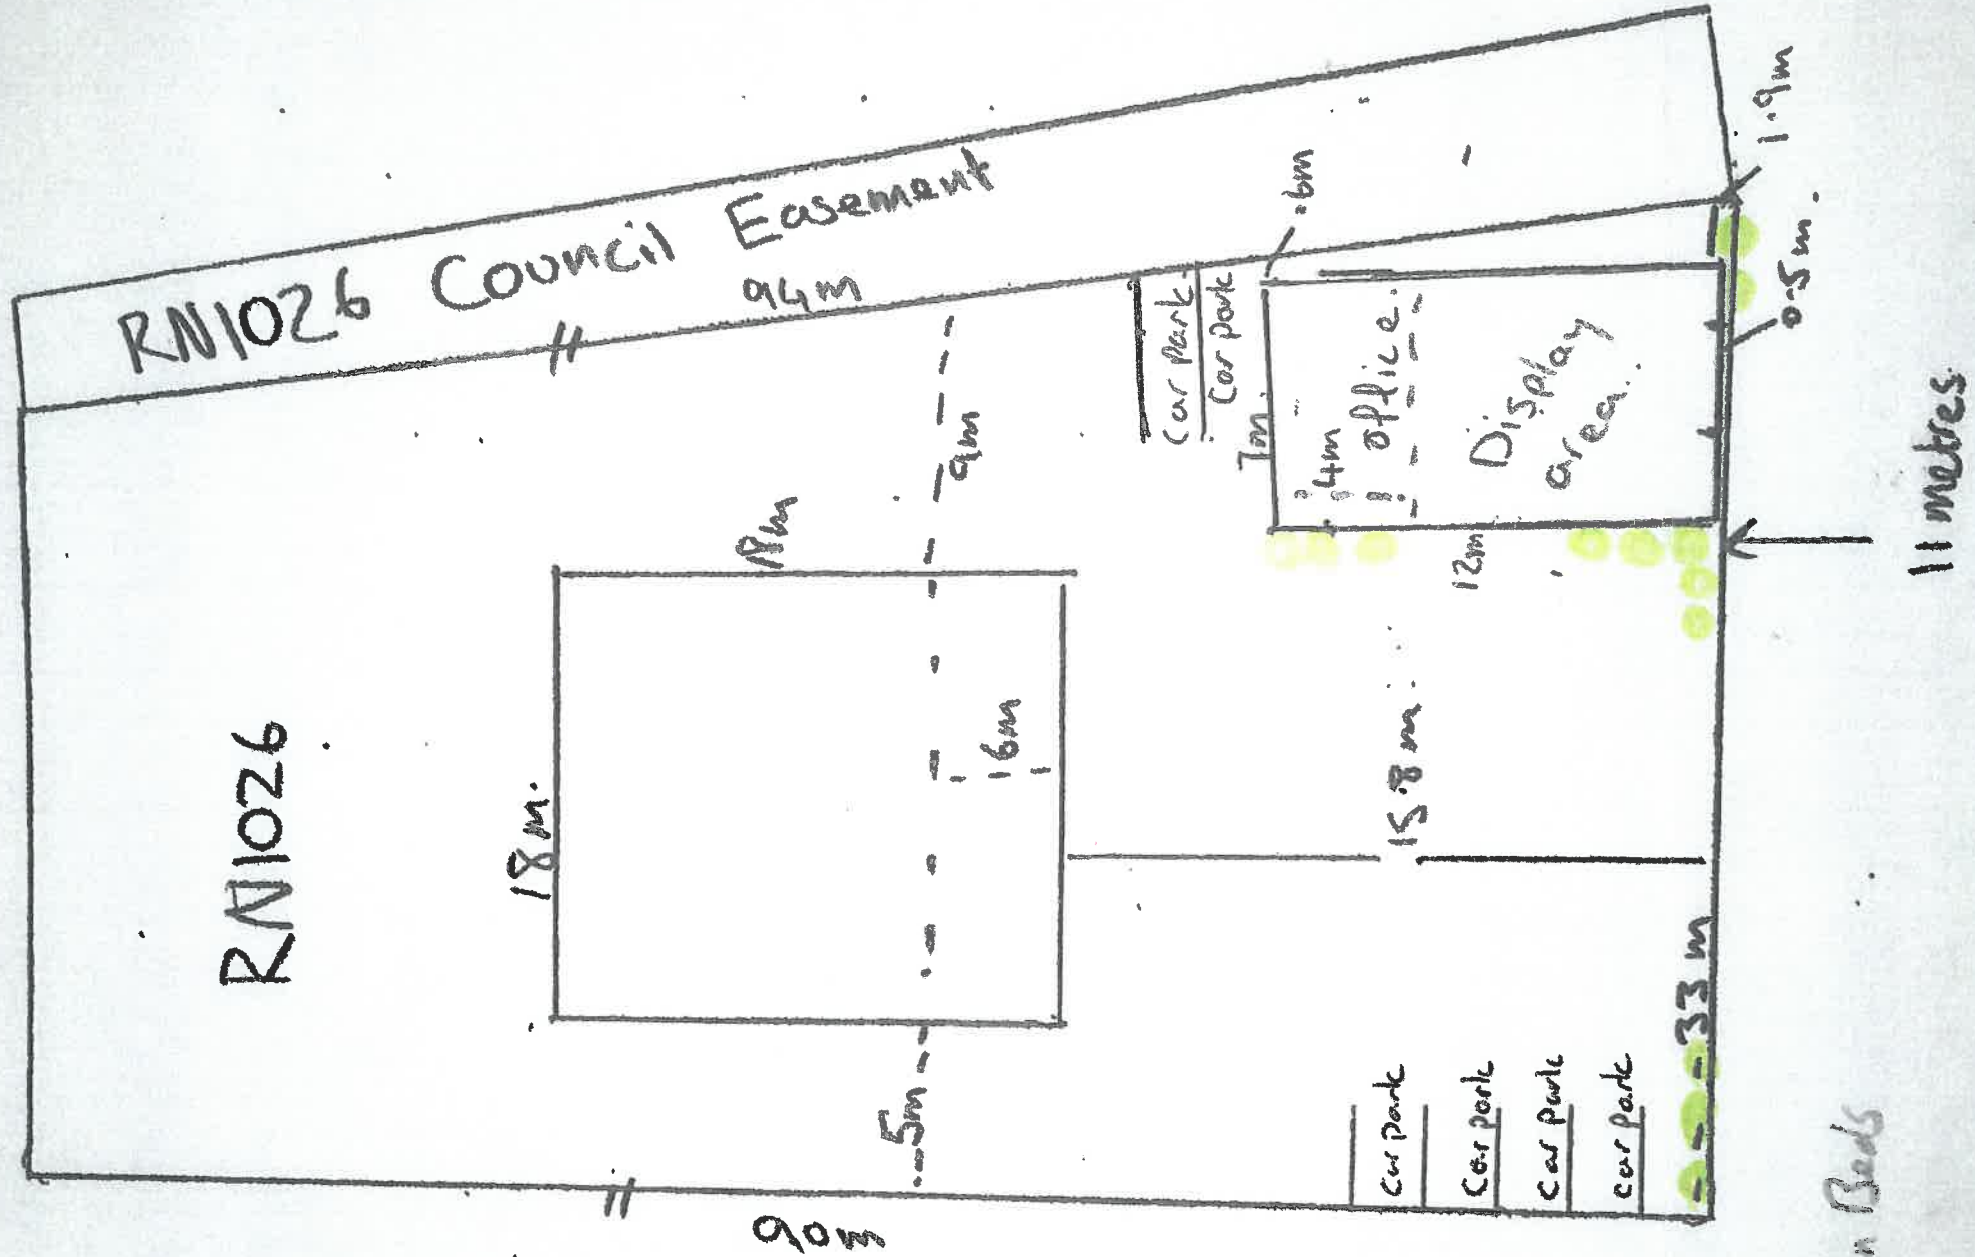 RN1026 Council Easement
94m
RN1026
18m.
18m
9m
16m
5m
90m
car park
Car park
.6m
7m.
4m
office.
Display
area..
12m
1.9m
0.5m.
11 metres
15.8m.
33m
car park
Car park
Car park
car park
Beds